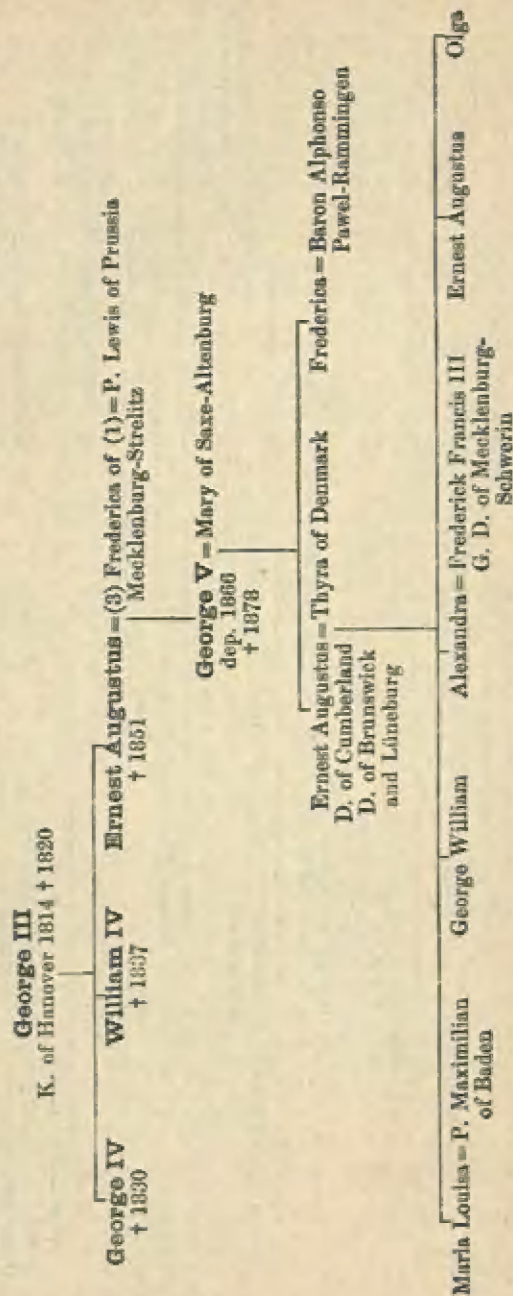 George III
K. of Hanover 1814 † 1820
George IV
† 1830
William IV
† 1837
Ernest Augustus=(3) Frederica of (1)=P. Lewis of Prussia
† 1851
Mecklenburg-Strelitz
George V=Mary of Saxe-Altenburg
dep. 1866
† 1878
Ernest Augustus=Thyra of Denmark
D. of Cumberland
D. of Brunswick
and Lüneburg
Frederica=Baron Alphonso
Pawel-Rammingen
Maria Louisa=P. Maximilian
of Baden
George William
Alexandra=Frederick Francis III
G. D. of Mecklenburg-
Schwerin
Ernest Augustus
Olga